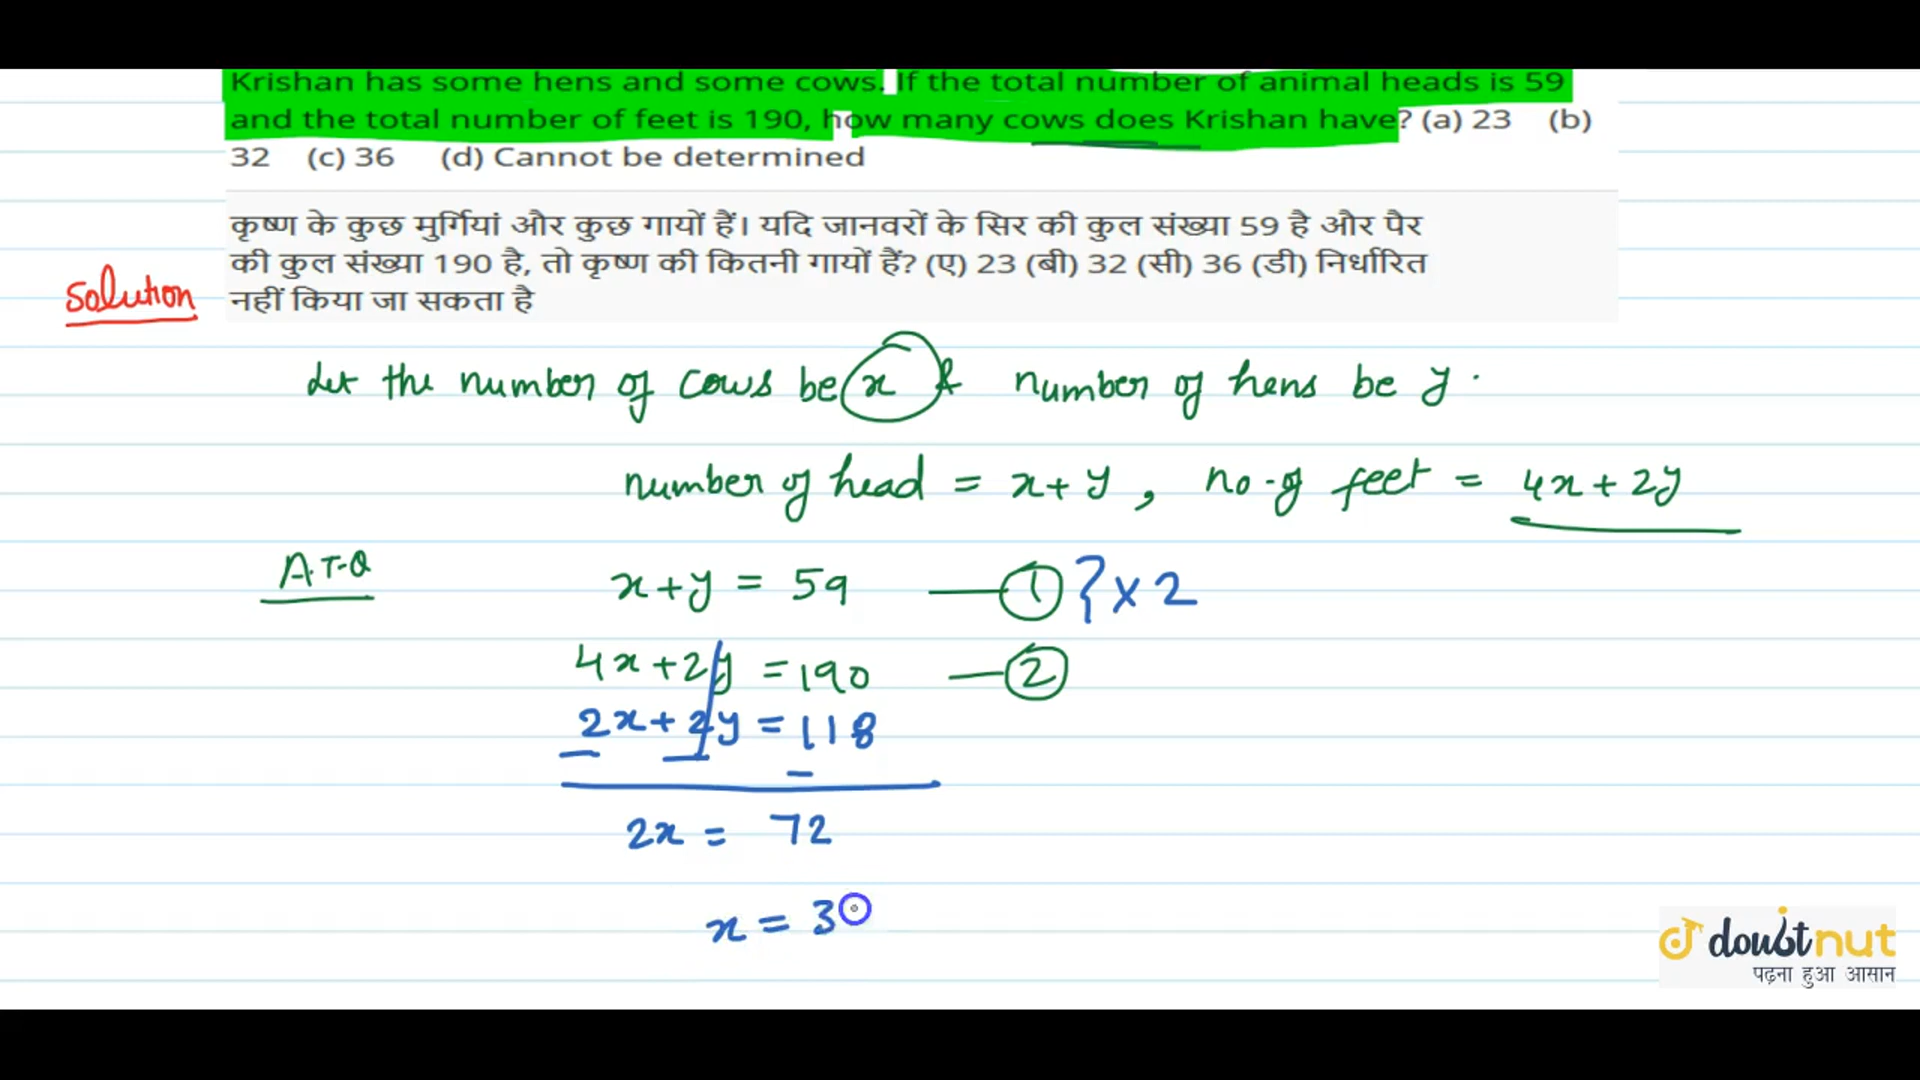 Krishan has some hens and some cows. If the total number of animal heads is 59
and the total number of feet is 190, how many cows does Krishan have? (a) 23 (b)
32 (c) 36 (d) Cannot be determined
कृष्ण के कुछ मुर्गियां और कुछ गायों हैं। यदि जानवरों के सिर की कुल संख्या 59 है और पैर
की कुल संख्या 190 है, तो कृष्ण की कितनी गायों हैं? (ए) 23 (बी) 32 (सी) 36 (डी) निर्धारित
नहीं किया जा सकता है
Solution
Let the number of cows be x & number of hens be y.
number of head = x+y, no. of feet = 4x+2y
A.T.Q
x+y = 59 — 1 } x 2
4x+2y = 190 — 2
2x+2y = 118
2x = 72
x = 3
doubtnut
पढ़ना हुआ आसान